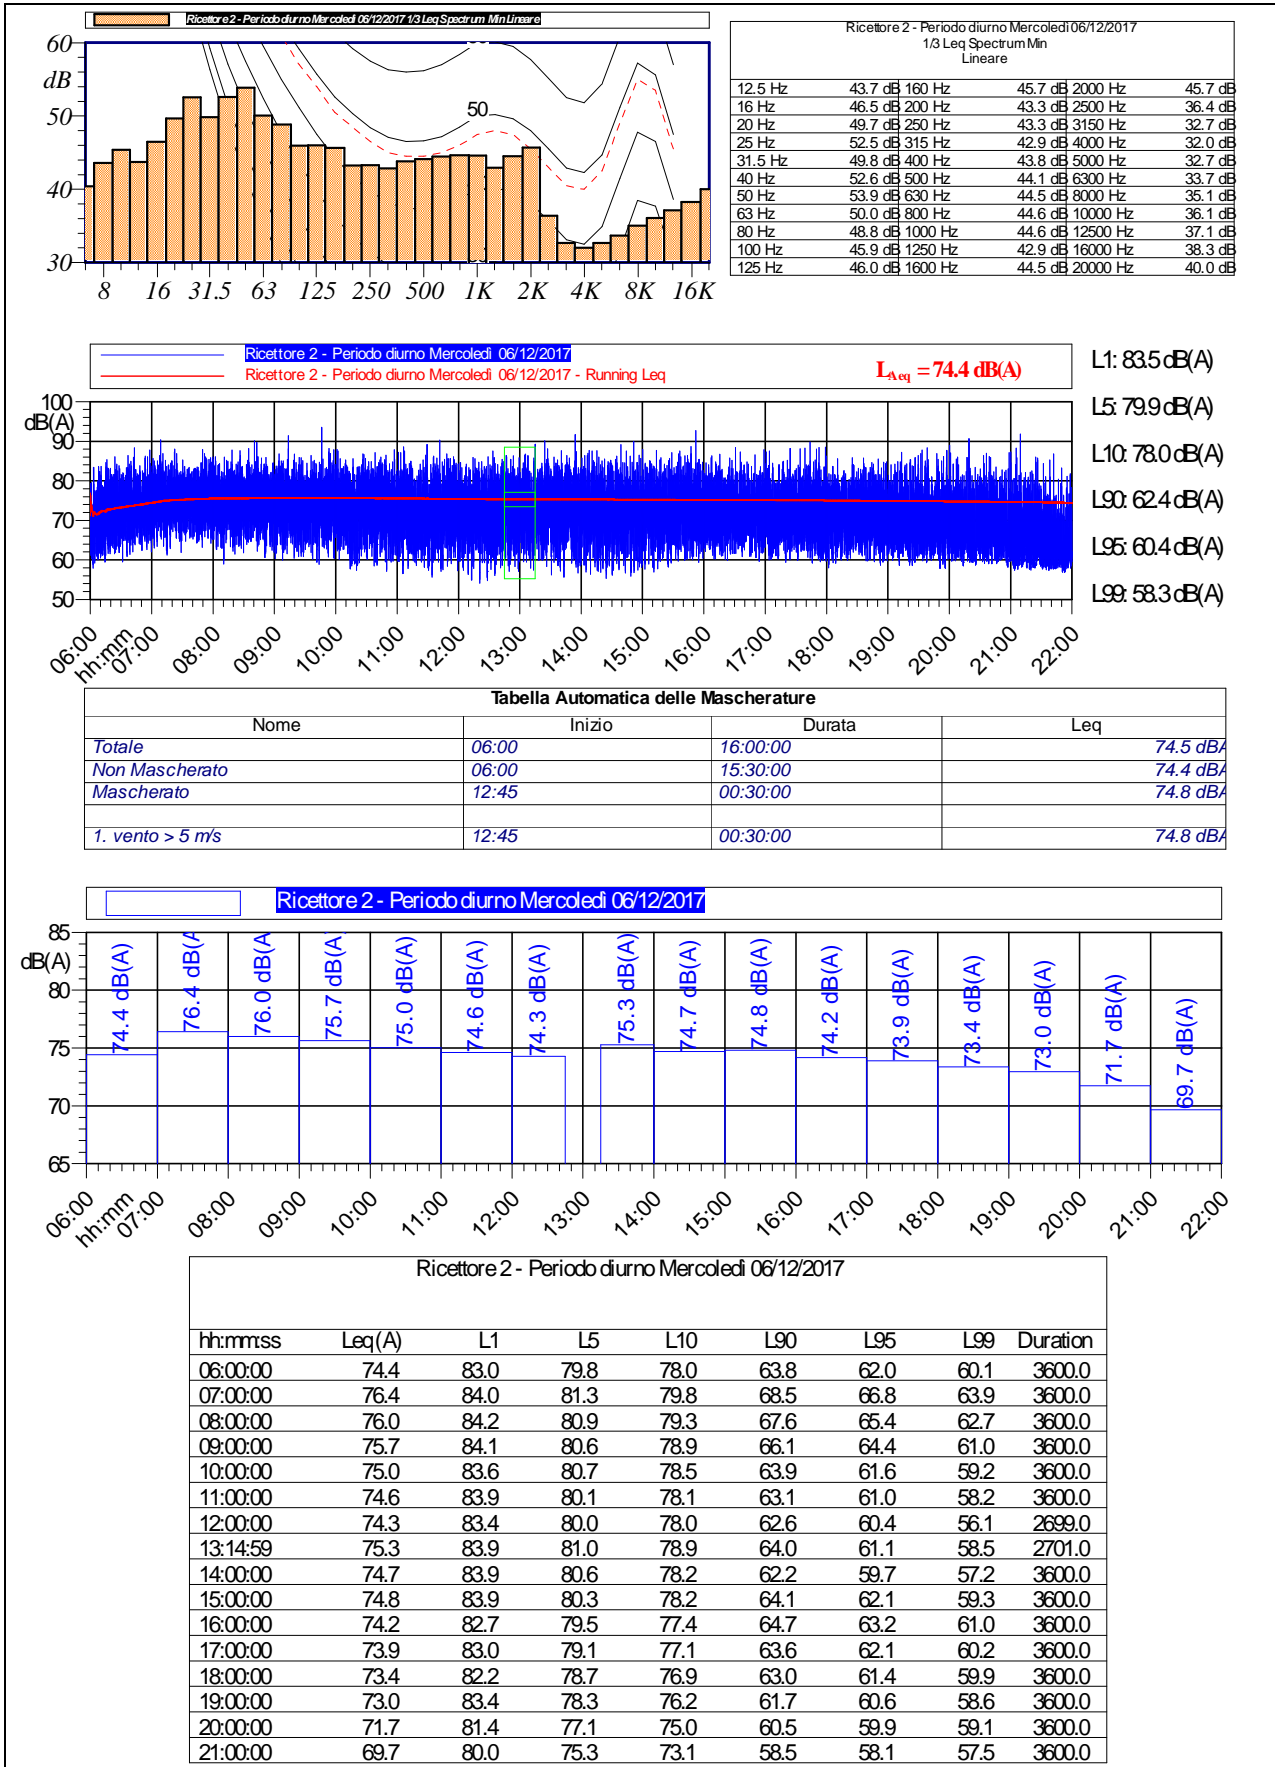 Ricettore 2 - Periodo diurno Mercoledì 06/12/2017 1/3 Leq Spectrum Min Lineare
60
dB
50
40
30
50
8 16 31.5 63 125 250 500 1K 2K 4K 8K 16K
Ricettore 2 - Periodo diurno Mercoledì 06/12/2017
1/3 Leq Spectrum Min
Lineare
12.5 Hz 43.7 dB 160 Hz 45.7 dB 2000 Hz 45.7 dB
16 Hz 46.5 dB 200 Hz 43.3 dB 2500 Hz 36.4 dB
20 Hz 49.7 dB 250 Hz 43.3 dB 3150 Hz 32.7 dB
25 Hz 52.5 dB 315 Hz 42.9 dB 4000 Hz 32.0 dB
31.5 Hz 49.8 dB 400 Hz 43.8 dB 5000 Hz 32.7 dB
40 Hz 52.6 dB 500 Hz 44.1 dB 6300 Hz 33.7 dB
50 Hz 53.9 dB 630 Hz 44.5 dB 8000 Hz 35.1 dB
63 Hz 50.0 dB 800 Hz 44.6 dB 10000 Hz 36.1 dB
80 Hz 48.8 dB 1000 Hz 44.6 dB 12500 Hz 37.1 dB
100 Hz 45.9 dB 1250 Hz 42.9 dB 16000 Hz 38.3 dB
125 Hz 46.0 dB 1600 Hz 44.5 dB 20000 Hz 40.0 dB
Ricettore 2 - Periodo diurno Mercoledì 06/12/2017
Ricettore 2 - Periodo diurno Mercoledì 06/12/2017 - Running Leq
LAeq = 74.4 dB(A)
100
dB(A)
90
80
70
60
50
06:00 07:00 08:00 09:00 10:00 11:00 12:00 13:00 14:00 15:00 16:00 17:00 18:00 19:00 20:00 21:00 22:00
hh:mm
L1: 83.5 dB(A)
L5: 79.9 dB(A)
L10: 78.0 dB(A)
L90: 62.4 dB(A)
L95: 60.4 dB(A)
L99: 58.3 dB(A)
Tabella Automatica delle Mascherature
Nome Inizio Durata Leq
Totale 06:00 16:00:00 74.5 dBA
Non Mascherato 06:00 15:30:00 74.4 dBA
Mascherato 12:45 00:30:00 74.8 dBA
1. vento > 5 m/s 12:45 00:30:00 74.8 dBA
Ricettore 2 - Periodo diurno Mercoledì 06/12/2017
85
dB(A)
80
75
70
65
74.4 dB(A) 76.4 dB(A 76.0 dB(A 75.7 dB(A) 75.0 dB(A) 74.6 dB(A) 74.3 dB(A) 75.3 dB(A) 74.7 dB(A) 74.8 dB(A) 74.2 dB(A) 73.9 dB(A) 73.4 dB(A) 73.0 dB(A) 71.7 dB(A) 69.7 dB(A)
06:00 07:00 08:00 09:00 10:00 11:00 12:00 13:00 14:00 15:00 16:00 17:00 18:00 19:00 20:00 21:00 22:00
hh:mm
Ricettore 2 - Periodo diurno Mercoledì 06/12/2017
hh:mm:ss Leq(A) L1 L5 L10 L90 L95 L99 Duration
06:00:00 74.4 83.0 79.8 78.0 63.8 62.0 60.1 3600.0
07:00:00 76.4 84.0 81.3 79.8 68.5 66.8 63.9 3600.0
08:00:00 76.0 84.2 80.9 79.3 67.6 65.4 62.7 3600.0
09:00:00 75.7 84.1 80.6 78.9 66.1 64.4 61.0 3600.0
10:00:00 75.0 83.6 80.7 78.5 63.9 61.6 59.2 3600.0
11:00:00 74.6 83.9 80.1 78.1 63.1 61.0 58.2 3600.0
12:00:00 74.3 83.4 80.0 78.0 62.6 60.4 56.1 2699.0
13:14:59 75.3 83.9 81.0 78.9 64.0 61.1 58.5 2701.0
14:00:00 74.7 83.9 80.6 78.2 62.2 59.7 57.2 3600.0
15:00:00 74.8 83.9 80.3 78.2 64.1 62.1 59.3 3600.0
16:00:00 74.2 82.7 79.5 77.4 64.7 63.2 61.0 3600.0
17:00:00 73.9 83.0 79.1 77.1 63.6 62.1 60.2 3600.0
18:00:00 73.4 82.2 78.7 76.9 63.0 61.4 59.9 3600.0
19:00:00 73.0 83.4 78.3 76.2 61.7 60.6 58.6 3600.0
20:00:00 71.7 81.4 77.1 75.0 60.5 59.9 59.1 3600.0
21:00:00 69.7 80.0 75.3 73.1 58.5 58.1 57.5 3600.0